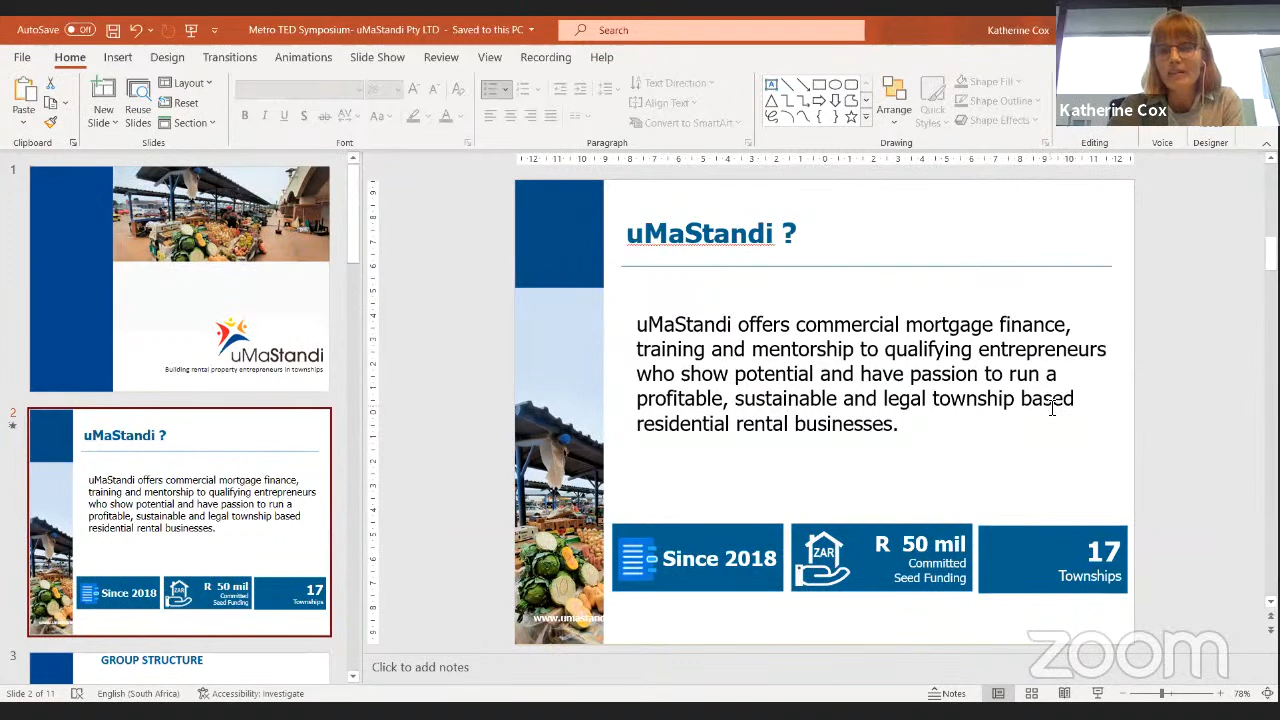 AutoSave Off
Metro TED Symposium- uMaStandi Pty LTD - Saved to this PC
Search
Katherine Cox
File Home Insert Design Transitions Animations Slide Show Review View Recording Help
Paste
New Slide
Reuse Slides
Layout
Reset
Section
Text Direction
Align Text
Convert to SmartArt
Arrange
Quick Styles
Shape Fill
Shape Outline
Shape Effects
Clipboard Slides Font Paragraph Drawing Editing Voice Designer
Katherine Cox
1
uMaStandi
Building rental property entrepreneurs in townships
2
uMaStandi ?
uMaStandi offers commercial mortgage finance,
training and mentorship to qualifying entrepreneurs
who show potential and have passion to run a
profitable, sustainable and legal township based
residential rental businesses.
Since 2018
R 50 mil
Committed
Seed Funding
17
Townships
3
GROUP STRUCTURE
uMaStandi ?
uMaStandi offers commercial mortgage finance,
training and mentorship to qualifying entrepreneurs
who show potential and have passion to run a
profitable, sustainable and legal township based
residential rental businesses.
Since 2018
ZAR
R 50 mil
Committed
Seed Funding
17
Townships
zoom
Click to add notes
Slide 2 of 11
English (South Africa)
Accessibility: Investigate
Notes
78%